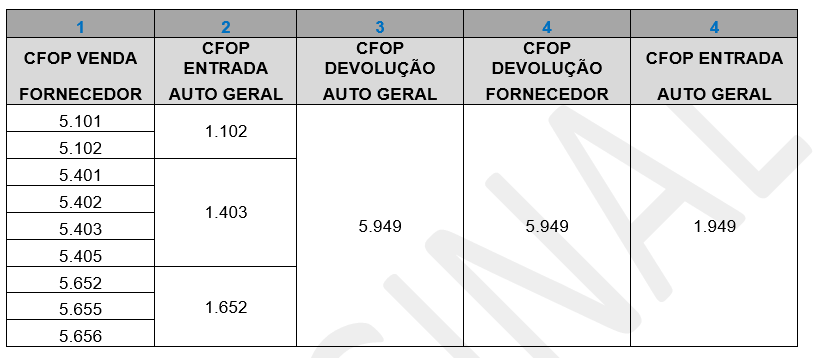 1 2 3 4 4
CFOP VENDA FORNECEDOR
CFOP ENTRADA AUTO GERAL
CFOP DEVOLUÇÃO AUTO GERAL
CFOP DEVOLUÇÃO FORNECEDOR
CFOP ENTRADA AUTO GERAL
5.101
5.102
1.102
5.401
5.402
5.403
5.405
1.403
5.652
5.655
5.656
1.652
5.949
5.949
1.949
SINAL